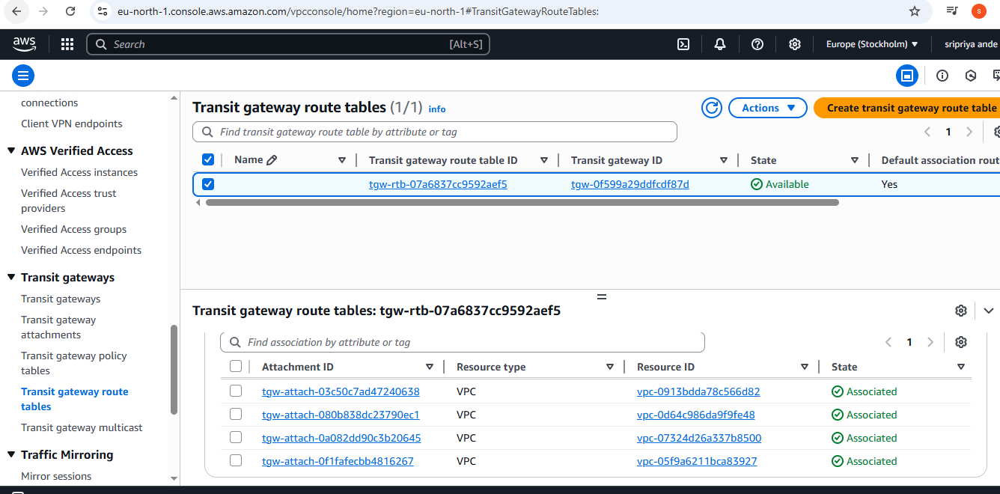 eu-north-1.console.aws.amazon.com/vpcconsole/home?region=eu-north-1#TransitGatewayRouteTables:
S
aws
Search
[Alt+S]
Europe (Stockholm)
sripriya ande
connections
Client VPN endpoints
AWS Verified Access
Verified Access instances
Verified Access trust
providers
Verified Access groups
Verified Access endpoints
Transit gateways
Transit gateways
Transit gateway
attachments
Transit gateway policy
tables
Transit gateway route
tables
Transit gateway multicast
Traffic Mirroring
Mirror sessions
Transit gateway route tables (1/1) info
Actions
Create transit gateway route table
Find transit gateway route table by attribute or tag
1
Name Transit gateway route table ID Transit gateway ID State Default association rout
tgw-rtb-07a6837cc9592aef5 tgw-0f599a29ddfcdf87d Available Yes
Transit gateway route tables: tgw-rtb-07a6837cc9592aef5
Find association by attribute or tag
1
Attachment ID Resource type Resource ID State
tgw-attach-03c50c7ad47240638 VPC vpc-0913bdda78c566d82 Associated
tgw-attach-080b838dc23790ec1 VPC vpc-0d64c986da9f9fe48 Associated
tgw-attach-0a082dd90c3b20645 VPC vpc-07324d26a337b8500 Associated
tgw-attach-0f1fafecbb4816267 VPC vpc-05f9a6211bca83927 Associated